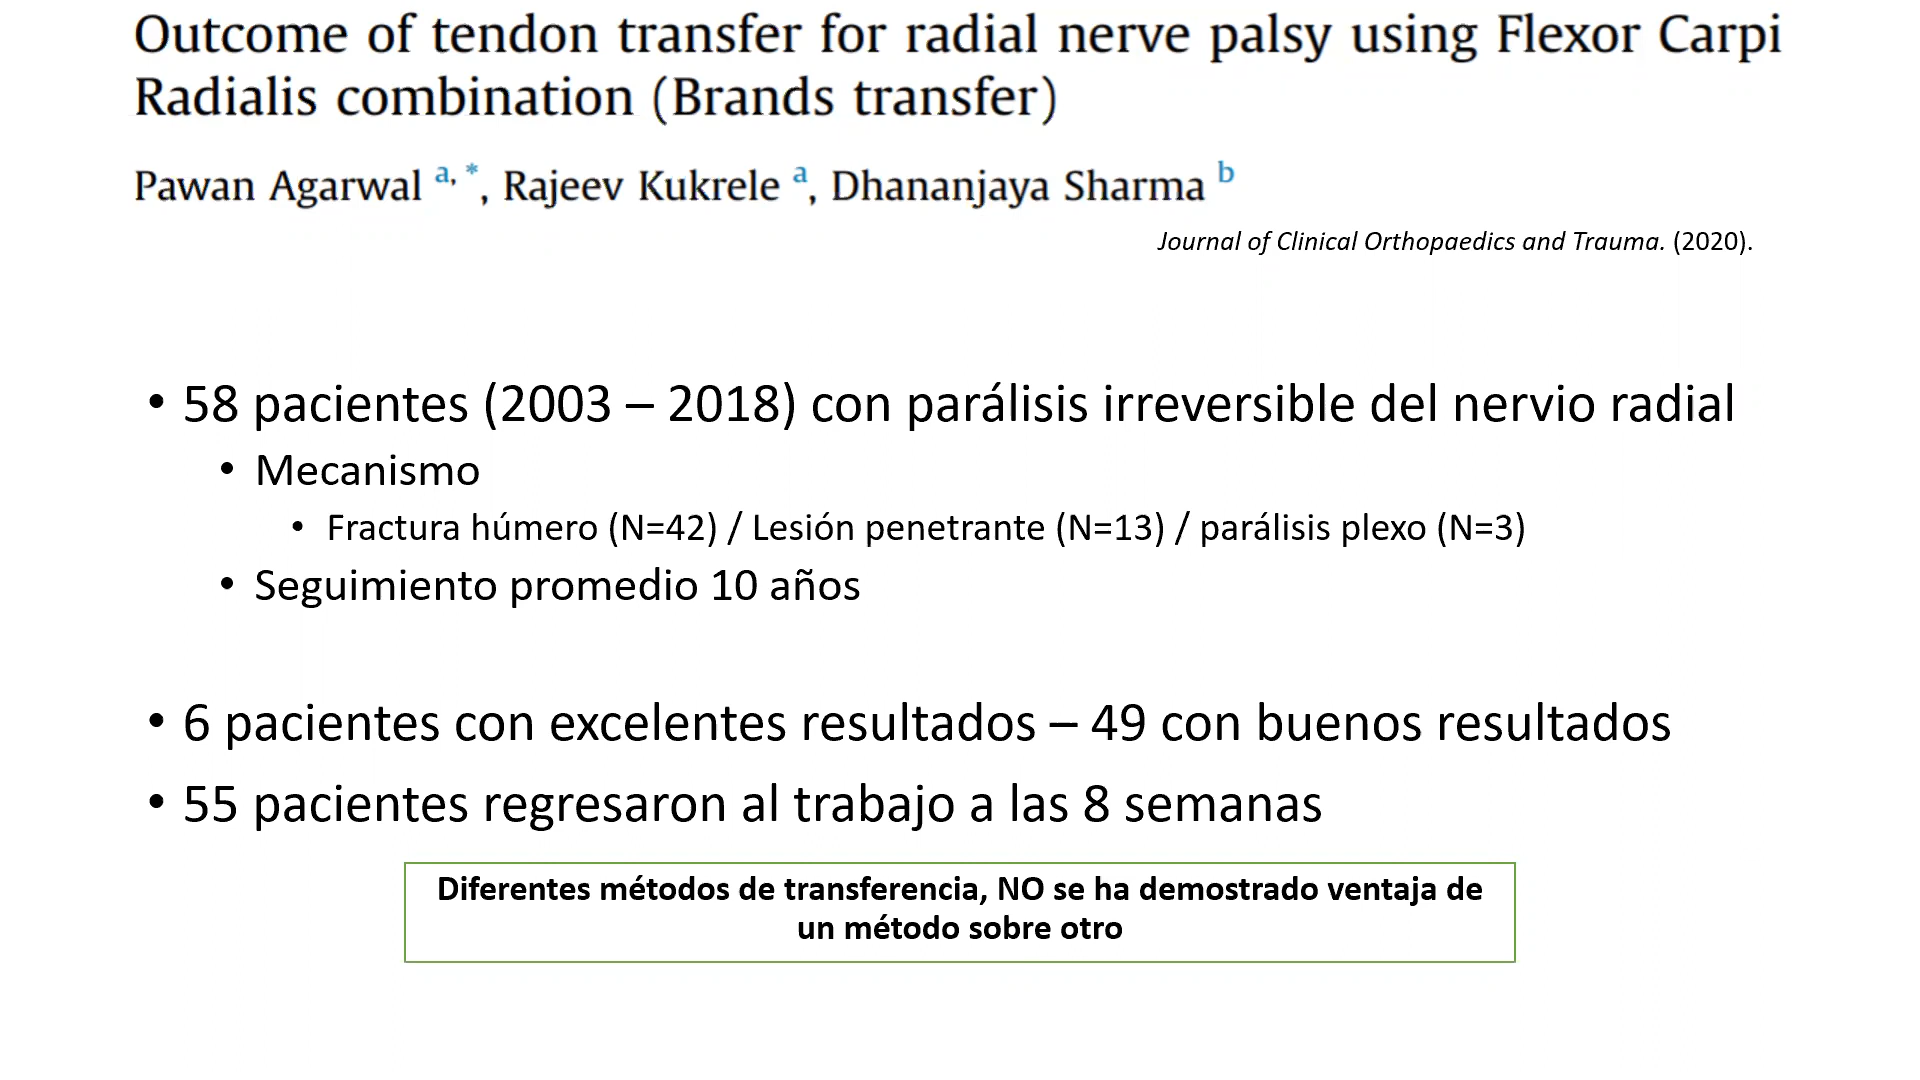 Outcome of tendon transfer for radial nerve palsy using Flexor Carpi
Radialis combination (Brands transfer)
Pawan Agarwal a, *, Rajeev Kukrele a, Dhananjaya Sharma b
Journal of Clinical Orthopaedics and Trauma. (2020).
• 58 pacientes (2003 – 2018) con parálisis irreversible del nervio radial
• Mecanismo
• Fractura húmero (N=42) / Lesión penetrante (N=13) / parálisis plexo (N=3)
• Seguimiento promedio 10 años
• 6 pacientes con excelentes resultados – 49 con buenos resultados
• 55 pacientes regresaron al trabajo a las 8 semanas
Diferentes métodos de transferencia, NO se ha demostrado ventaja de
un método sobre otro